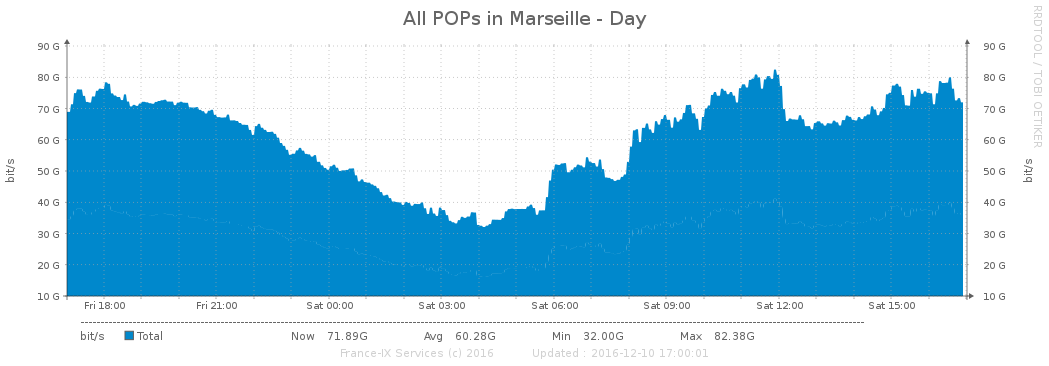 All POPs in Marseille - Day
RRDTOOL / TOBI OETIKER
90 G 90 G
80 G 80 G
70 G 70 G
60 G 60 G
50 G 50 G
40 G 40 G
30 G 30 G
20 G 20 G
10 G 10 G
bit/s bit/s
Fri 18:00 Fri 21:00 Sat 00:00 Sat 03:00 Sat 06:00 Sat 09:00 Sat 12:00 Sat 15:00
bit/s Total Now 71.89G Avg 60.28G Min 32.00G Max 82.38G
France-IX Services (c) 2016 Updated : 2016-12-10 17:00:01